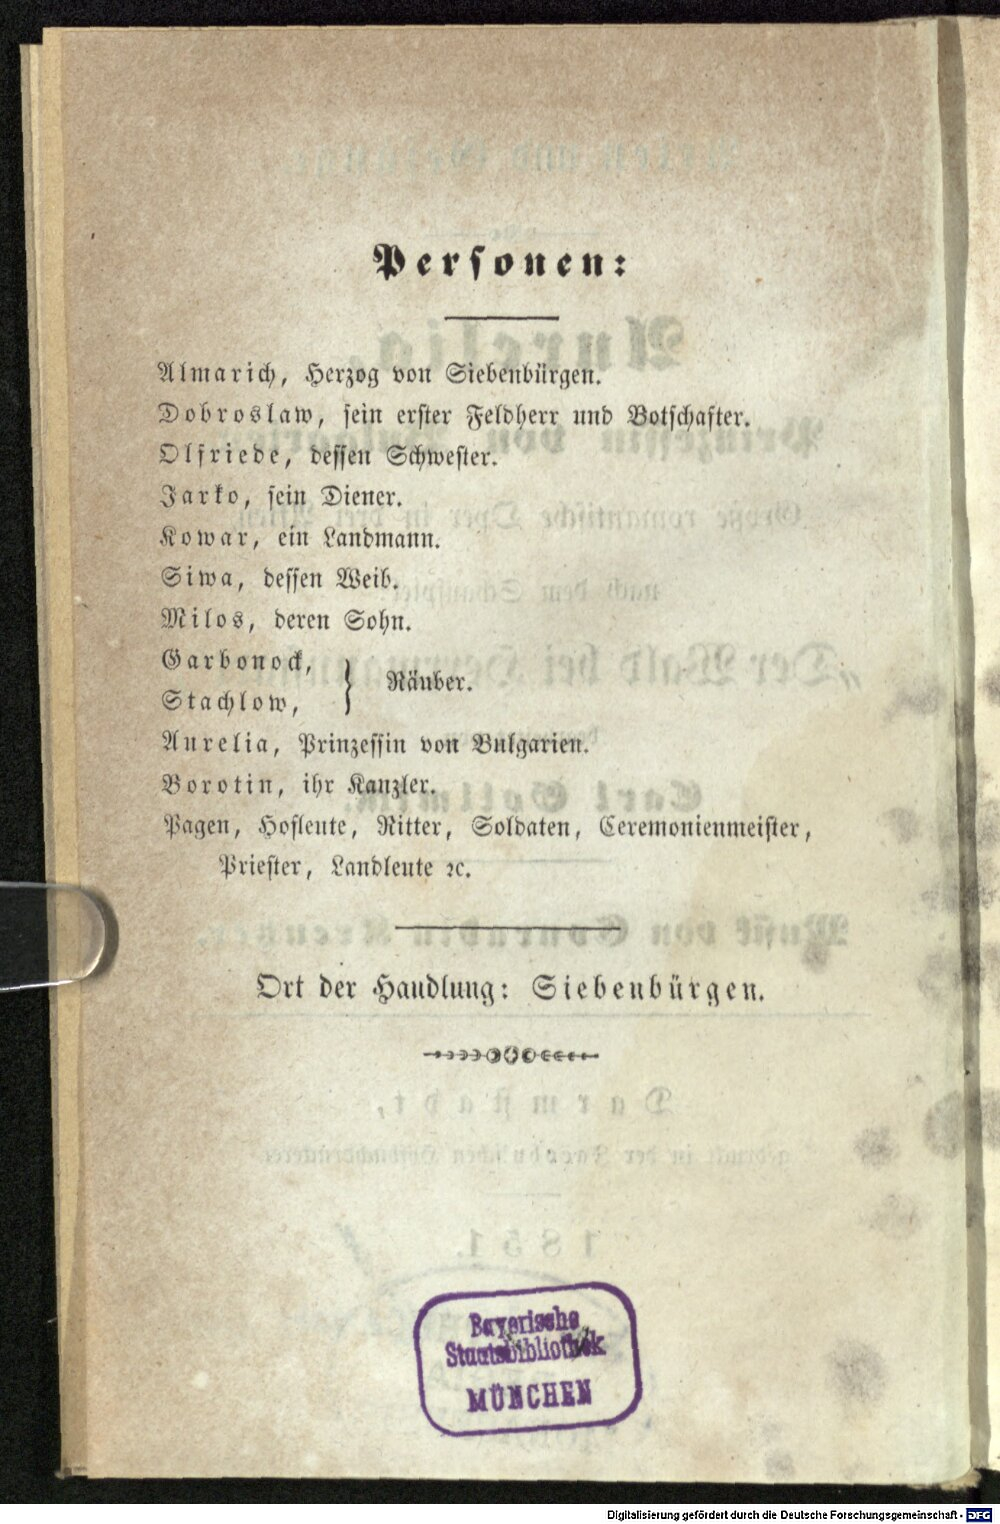 Personen:
Almarich, Herzog von Siebenbürgen.
Dobroslaw, sein erster Feldherr und Botschafter.
Olfriede, dessen Schwester.
Jarko, sein Diener.
Kowar, ein Landmann.
Siwa, dessen Weib.
Milos, deren Sohn.
Garbonock,
Stachlow,
} Räuber.
Aurelia, Prinzessin von Bulgarien.
Borotin, ihr Kanzler.
Pagen, Hofleute, Ritter, Soldaten, Ceremonienmeister,
Priester, Landleute ꝛc.
Ort der Handlung: Siebenbürgen.
Bayerische
Staatsbibliothek
MÜNCHEN
Digitalisierung gefördert durch die Deutsche Forschungsgemeinschaft - DFG